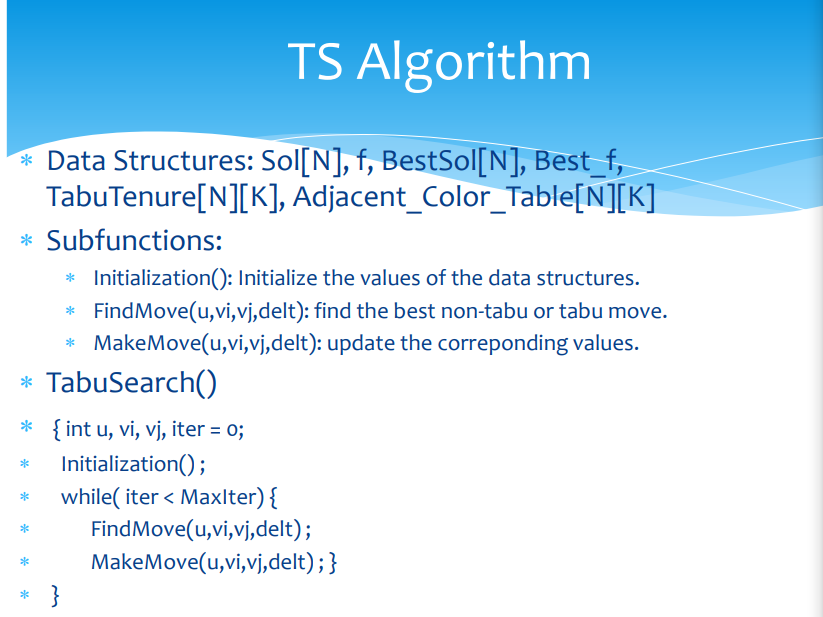 TS Algorithm
* Data Structures: Sol[N], f, BestSol[N], Best_f,
TabuTenure[N][K], Adjacent_Color_Table[N][K]
* Subfunctions:
* Initialization(): Initialize the values of the data structures.
* FindMove(u,vi,vj,delt): find the best non-tabu or tabu move.
* MakeMove(u,vi,vj,delt): update the correponding values.
* TabuSearch()
* { int u, vi, vj, iter = 0;
* Initialization() ;
* while( iter < MaxIter) {
* FindMove(u,vi,vj,delt) ;
* MakeMove(u,vi,vj,delt) ; }
* }